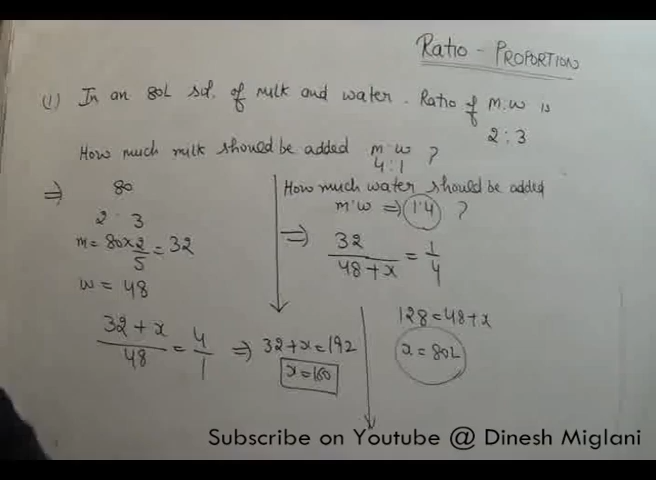 Ratio - PROPORTION
(1) In an 80L sol. of milk and water. Ratio of m:w is
2:3
How much milk should be added m:w ?
4:1
⇒ 80
2 : 3
m = 80 × 2/5 = 32
w = 48
(32 + x)/48 = 4/1 ⇒ 32 + x = 192
x = 160
How much water should be added
m:w ⇒ 1:4 ?
⇒ 32/(48 + x) = 1/4
128 = 48 + x
x = 80L
Subscribe on Youtube @ Dinesh Miglani